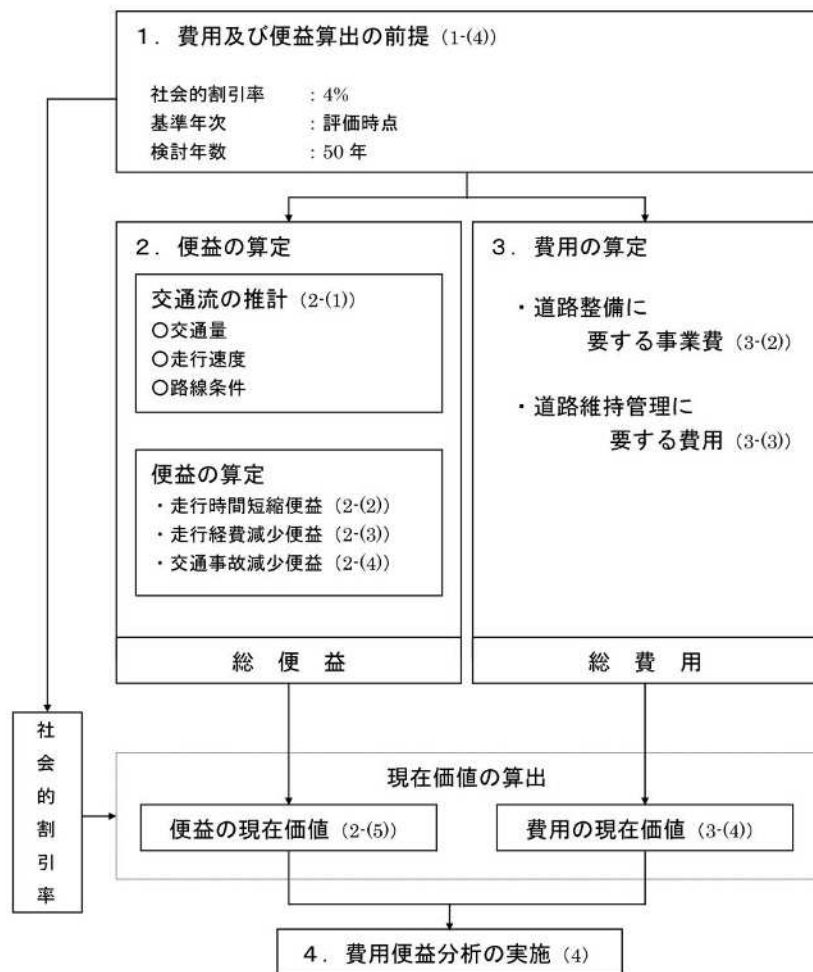 1．費用及び便益算出の前提 (1-(4))
社会的割引率 : 4%
基準年次 : 評価時点
検討年数 : 50 年
2．便益の算定
交通流の推計 (2-(1))
○交通量
○走行速度
○路線条件
便益の算定
・走行時間短縮便益 (2-(2))
・走行経費減少便益 (2-(3))
・交通事故減少便益 (2-(4))
総 便 益
3．費用の算定
・道路整備に
要する事業費 (3-(2))
・道路維持管理に
要する費用 (3-(3))
総 費 用
社会的割引率
現在価値の算出
便益の現在価値 (2-(5))
費用の現在価値 (3-(4))
4．費用便益分析の実施 (4)